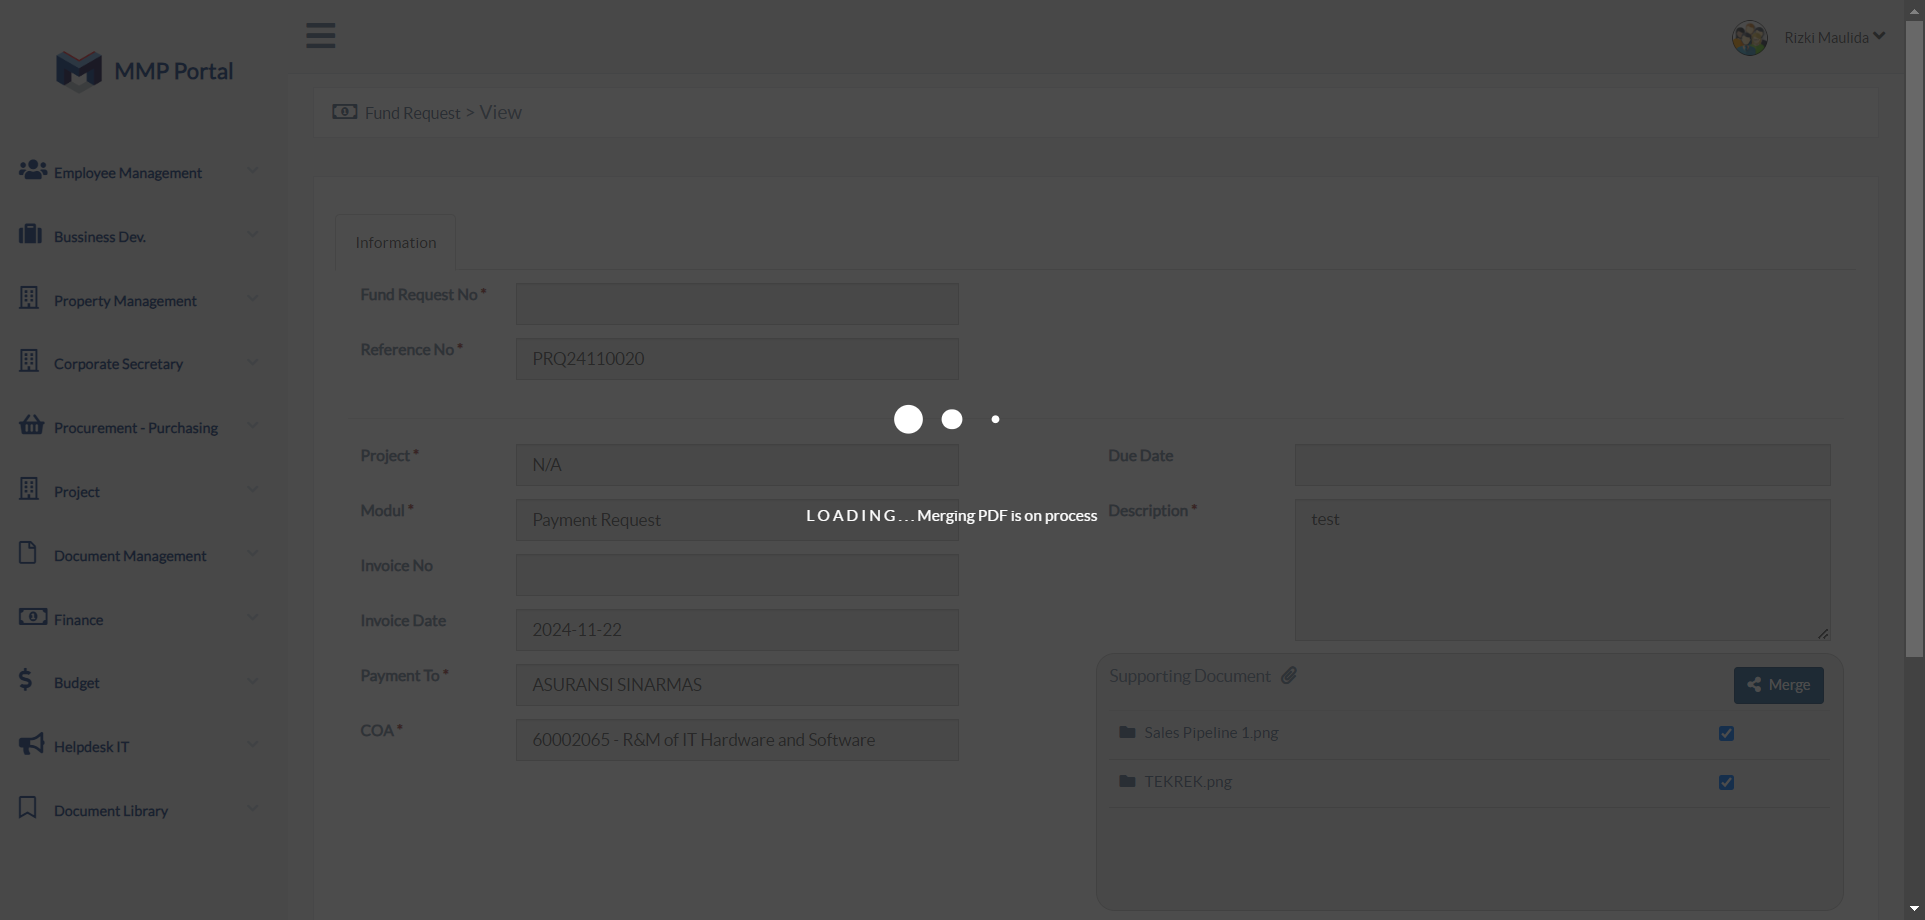 MMP Portal
Rizki Maulida
Fund Request > View
Employee Management
Bussiness Dev.
Property Management
Corporate Secretary
Procurement - Purchasing
Project
Document Management
Finance
Budget
Helpdesk IT
Document Library
Information
Fund Request No *
Reference No * PRQ24110020
Project * N/A
Modul * Payment Request
Invoice No
Invoice Date 2024-11-22
Payment To * ASURANSI SINARMAS
COA * 60002065 - R&M of IT Hardware and Software
L O A D I N G . . . Merging PDF is on process
Due Date
Description * test
Supporting Document
Merge
Sales Pipeline 1.png
TEKREK.png